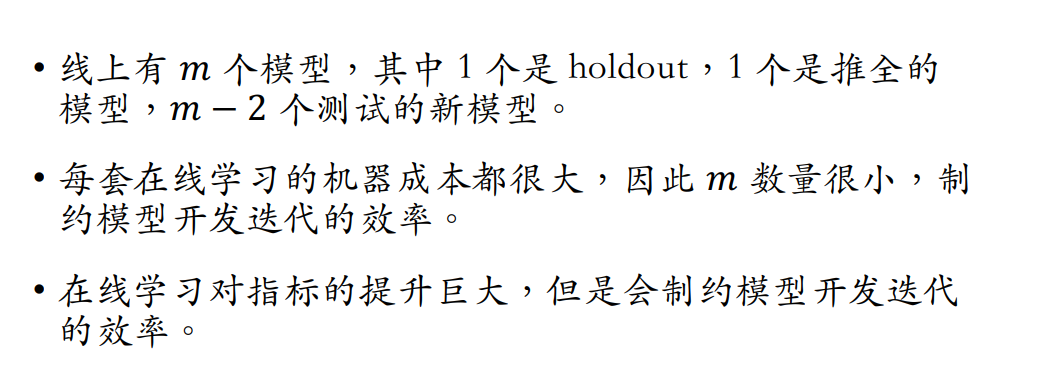 • 线上有 m 个模型，其中 1 个是 holdout，1 个是推全的
模型，m − 2 个测试的新模型。
• 每套在线学习的机器成本都很大，因此 m 数量很小，制
约模型开发迭代的效率。
• 在线学习对指标的提升巨大，但是会制约模型开发迭代
的效率。